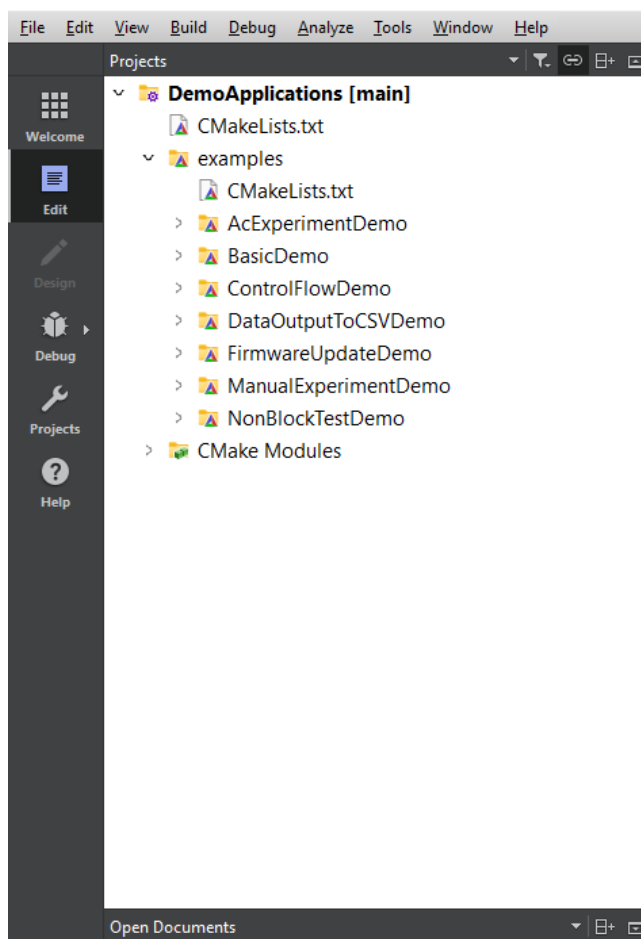 File Edit View Build Debug Analyze Tools Window Help
Projects
Welcome
Edit
Design
Debug
Projects
Help
DemoApplications [main]
CMakeLists.txt
examples
CMakeLists.txt
AcExperimentDemo
BasicDemo
ControlFlowDemo
DataOutputToCSVDemo
FirmwareUpdateDemo
ManualExperimentDemo
NonBlockTestDemo
CMake Modules
Open Documents